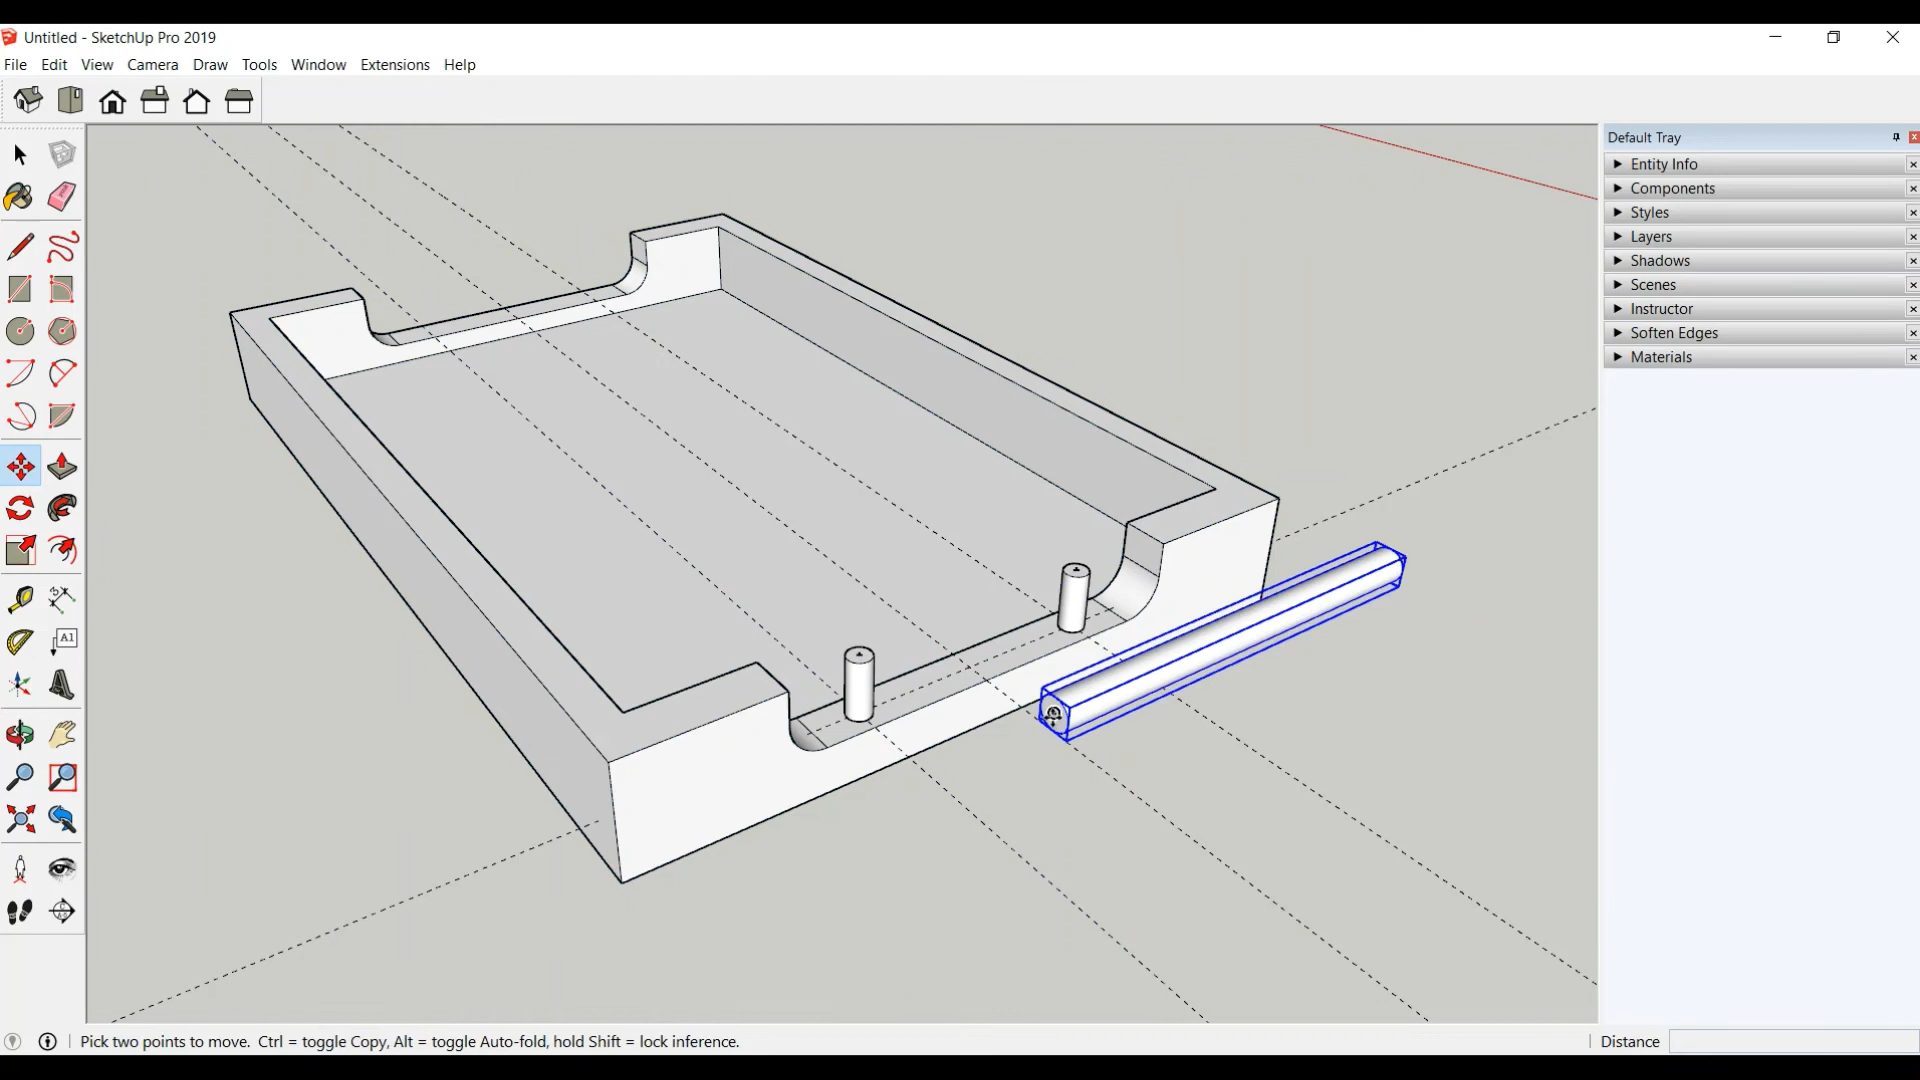 Untitled - SketchUp Pro 2019
File Edit View Camera Draw Tools Window Extensions Help
Default Tray
Entity Info
Components
Styles
Layers
Shadows
Scenes
Instructor
Soften Edges
Materials
A1
Pick two points to move. Ctrl = toggle Copy, Alt = toggle Auto-fold, hold Shift = lock inference.
Distance